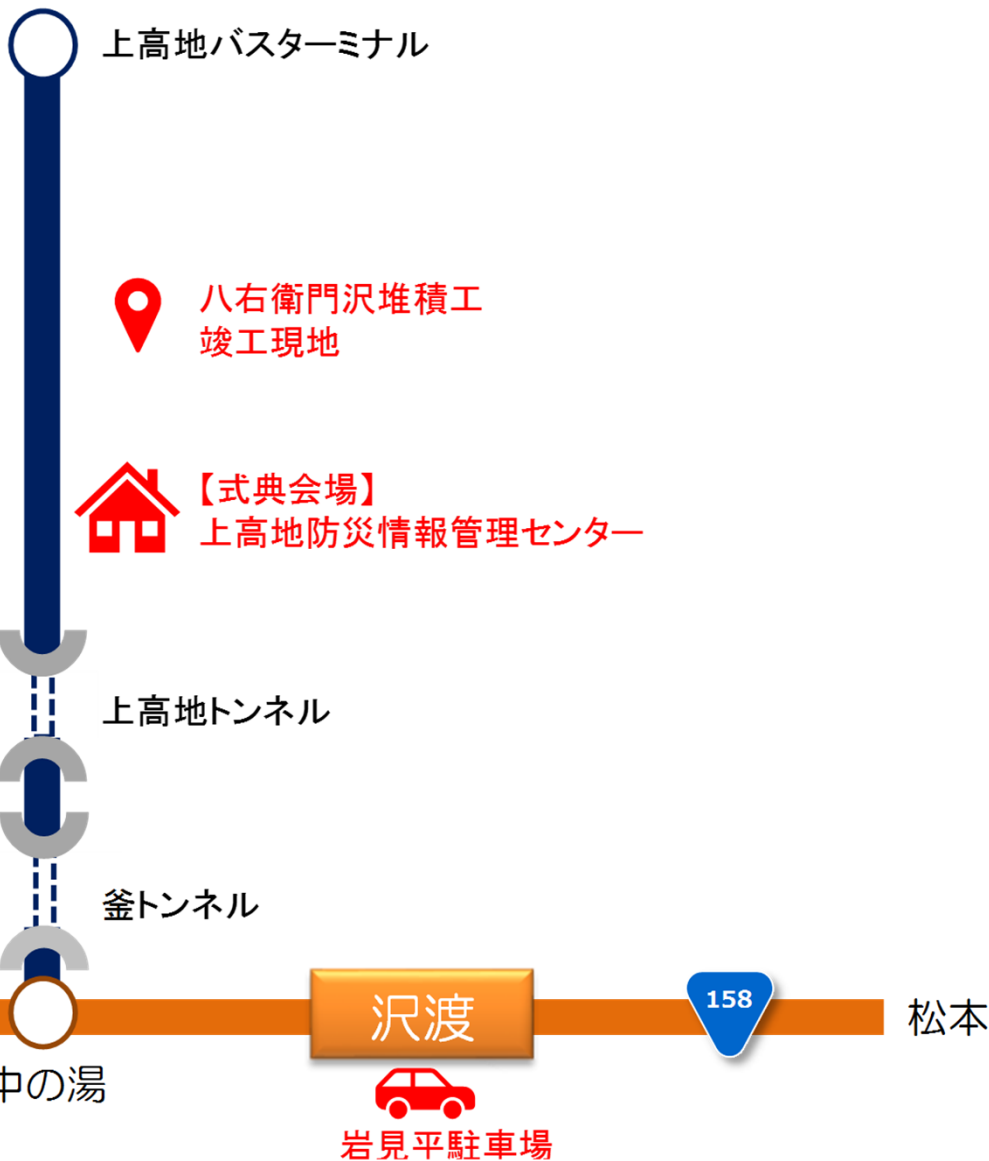 上高地バスターミナル
八右衛門沢堆積工
竣工現地
【式典会場】
上高地防災情報管理センター
上高地トンネル
釜トンネル
沢渡
158
松本
中の湯
岩見平駐車場